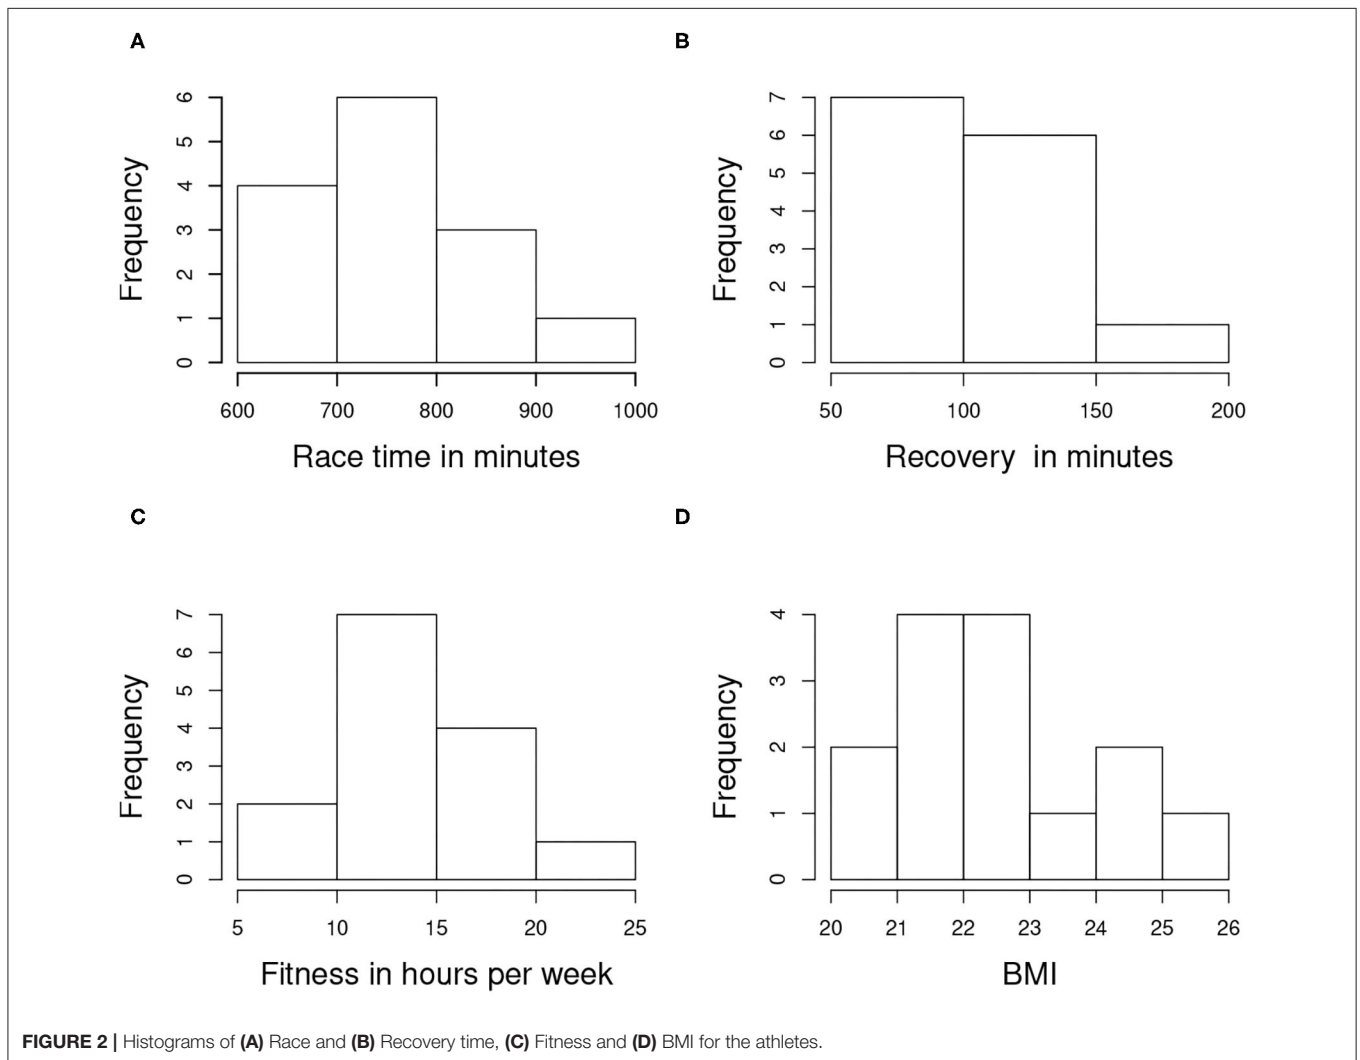 A
Frequency
6
5
4
3
2
1
0
600 700 800 900 1000
Race time in minutes
B
Frequency
7
6
5
4
3
2
1
0
50 100 150 200
Recovery  in minutes
C
Frequency
7
6
5
4
3
2
1
0
5 10 15 20 25
Fitness in hours per week
D
Frequency
4
3
2
1
0
20 21 22 23 24 25 26
BMI
FIGURE 2 | Histograms of (A) Race and (B) Recovery time, (C) Fitness and (D) BMI for the athletes.